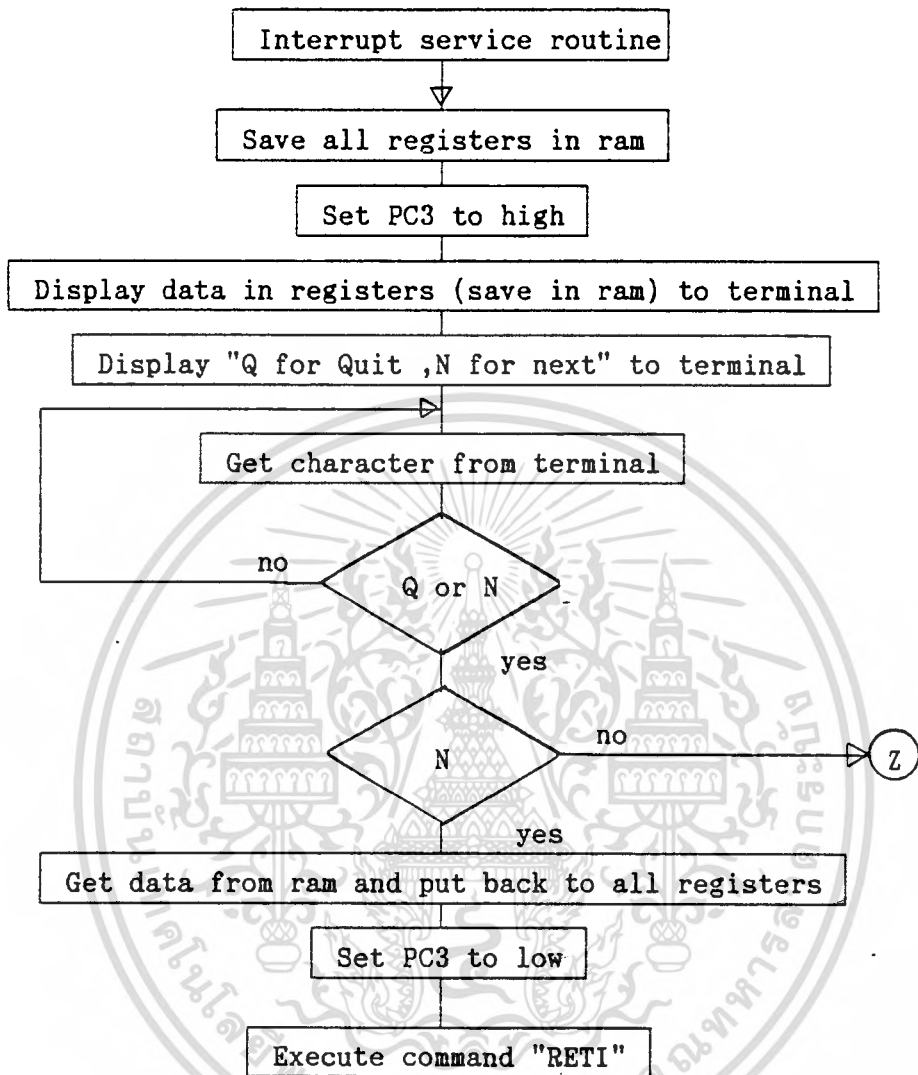 Interrupt service routine
Save all registers in ram
Set PC3 to high
Display data in registers (save in ram) to terminal
Display "Q for Quit ,N for next" to terminal
Get character from terminal
no
Q or N
yes
N
no
Z
yes
Get data from ram and put back to all registers
Set PC3 to low
Execute command "RETI"